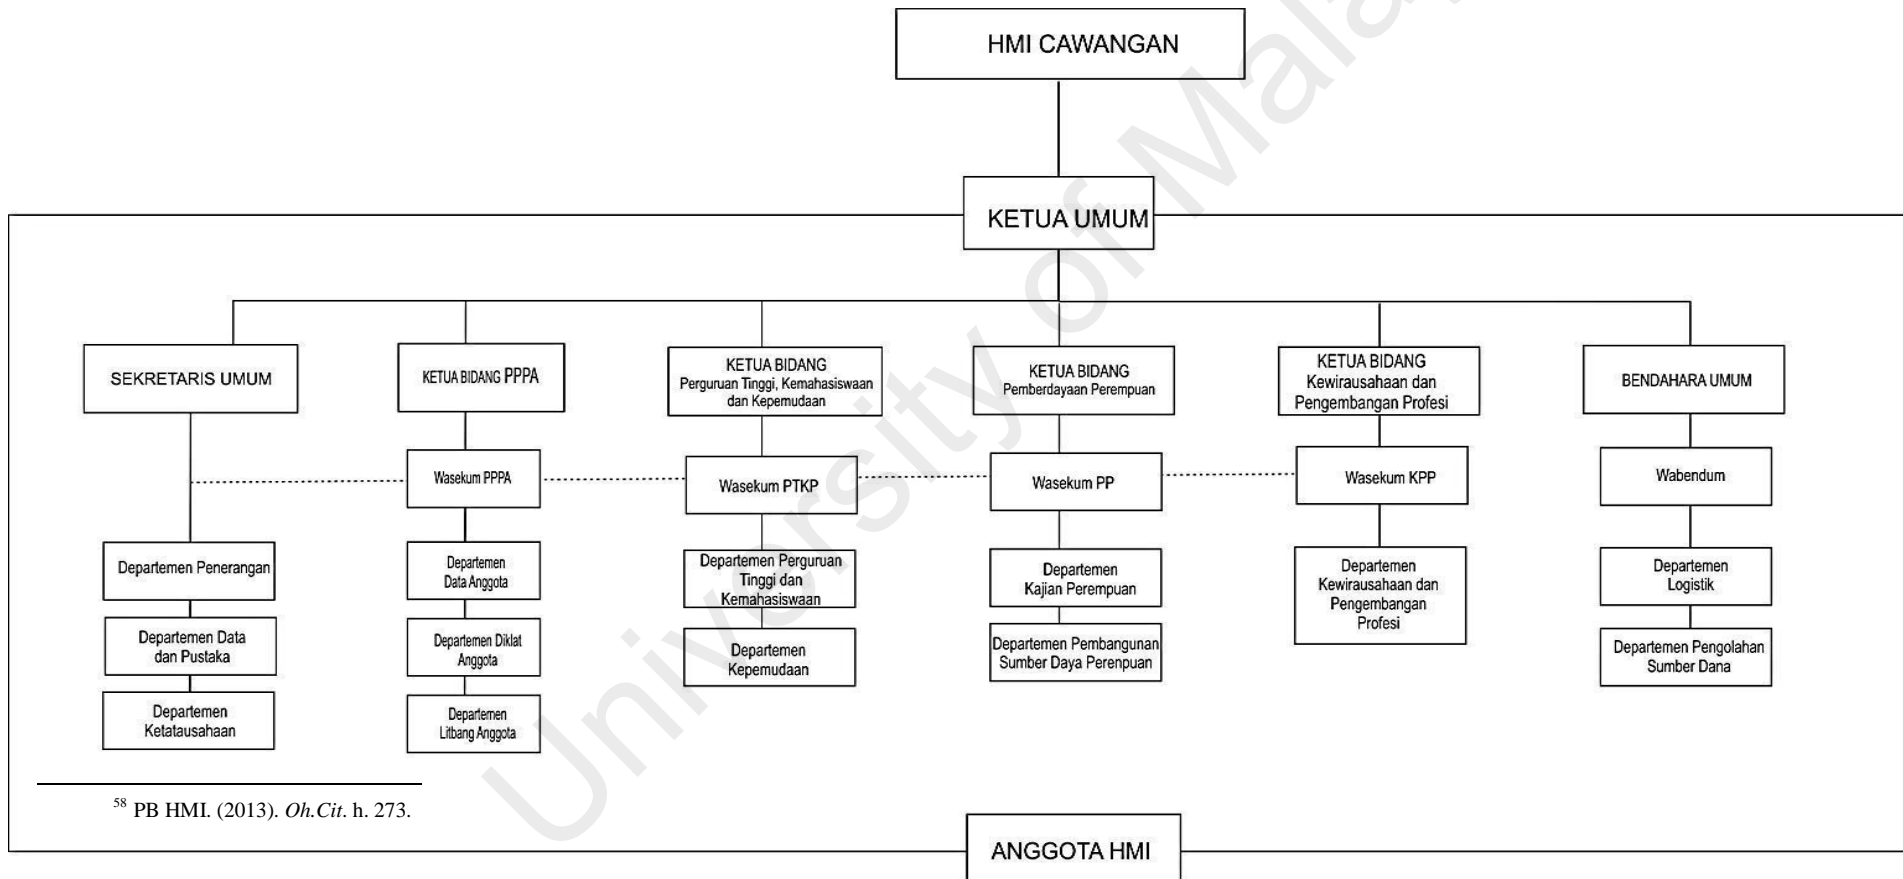 HMI CAWANGAN
KETUA UMUM
SEKRETARIS UMUM
KETUA BIDANG PPPA
KETUA BIDANG
Perguruan Tinggi, Kemahasiswaan
dan Kepemudaan
KETUA BIDANG
Pemberdayaan Perempuan
KETUA BIDANG
Kewirausahaan dan
Pengembangan Profesi
BENDAHARA UMUM
Wasekum PPPA
Wasekum PTKP
Wasekum PP
Wasekum KPP
Wabendum
Departemen Penerangan
Departemen
Data Anggota
Departemen Perguruan
Tinggi dan
Kemahasiswaan
Departemen
Kajian Perempuan
Departemen
Kewirausahaan dan
Pengembangan
Profesi
Departemen
Logistik
Departemen Data
dan Pustaka
Departemen Diklat
Anggota
Departemen
Kepemudaan
Departemen Pembangunan
Sumber Daya Perenpuan
Departemen Pengolahan
Sumber Dana
Departemen
Ketatausahaan
Departemen
Litbang Anggota
58 PB HMI. (2013). Oh.Cit. h. 273.
ANGGOTA HMI
University of Mala